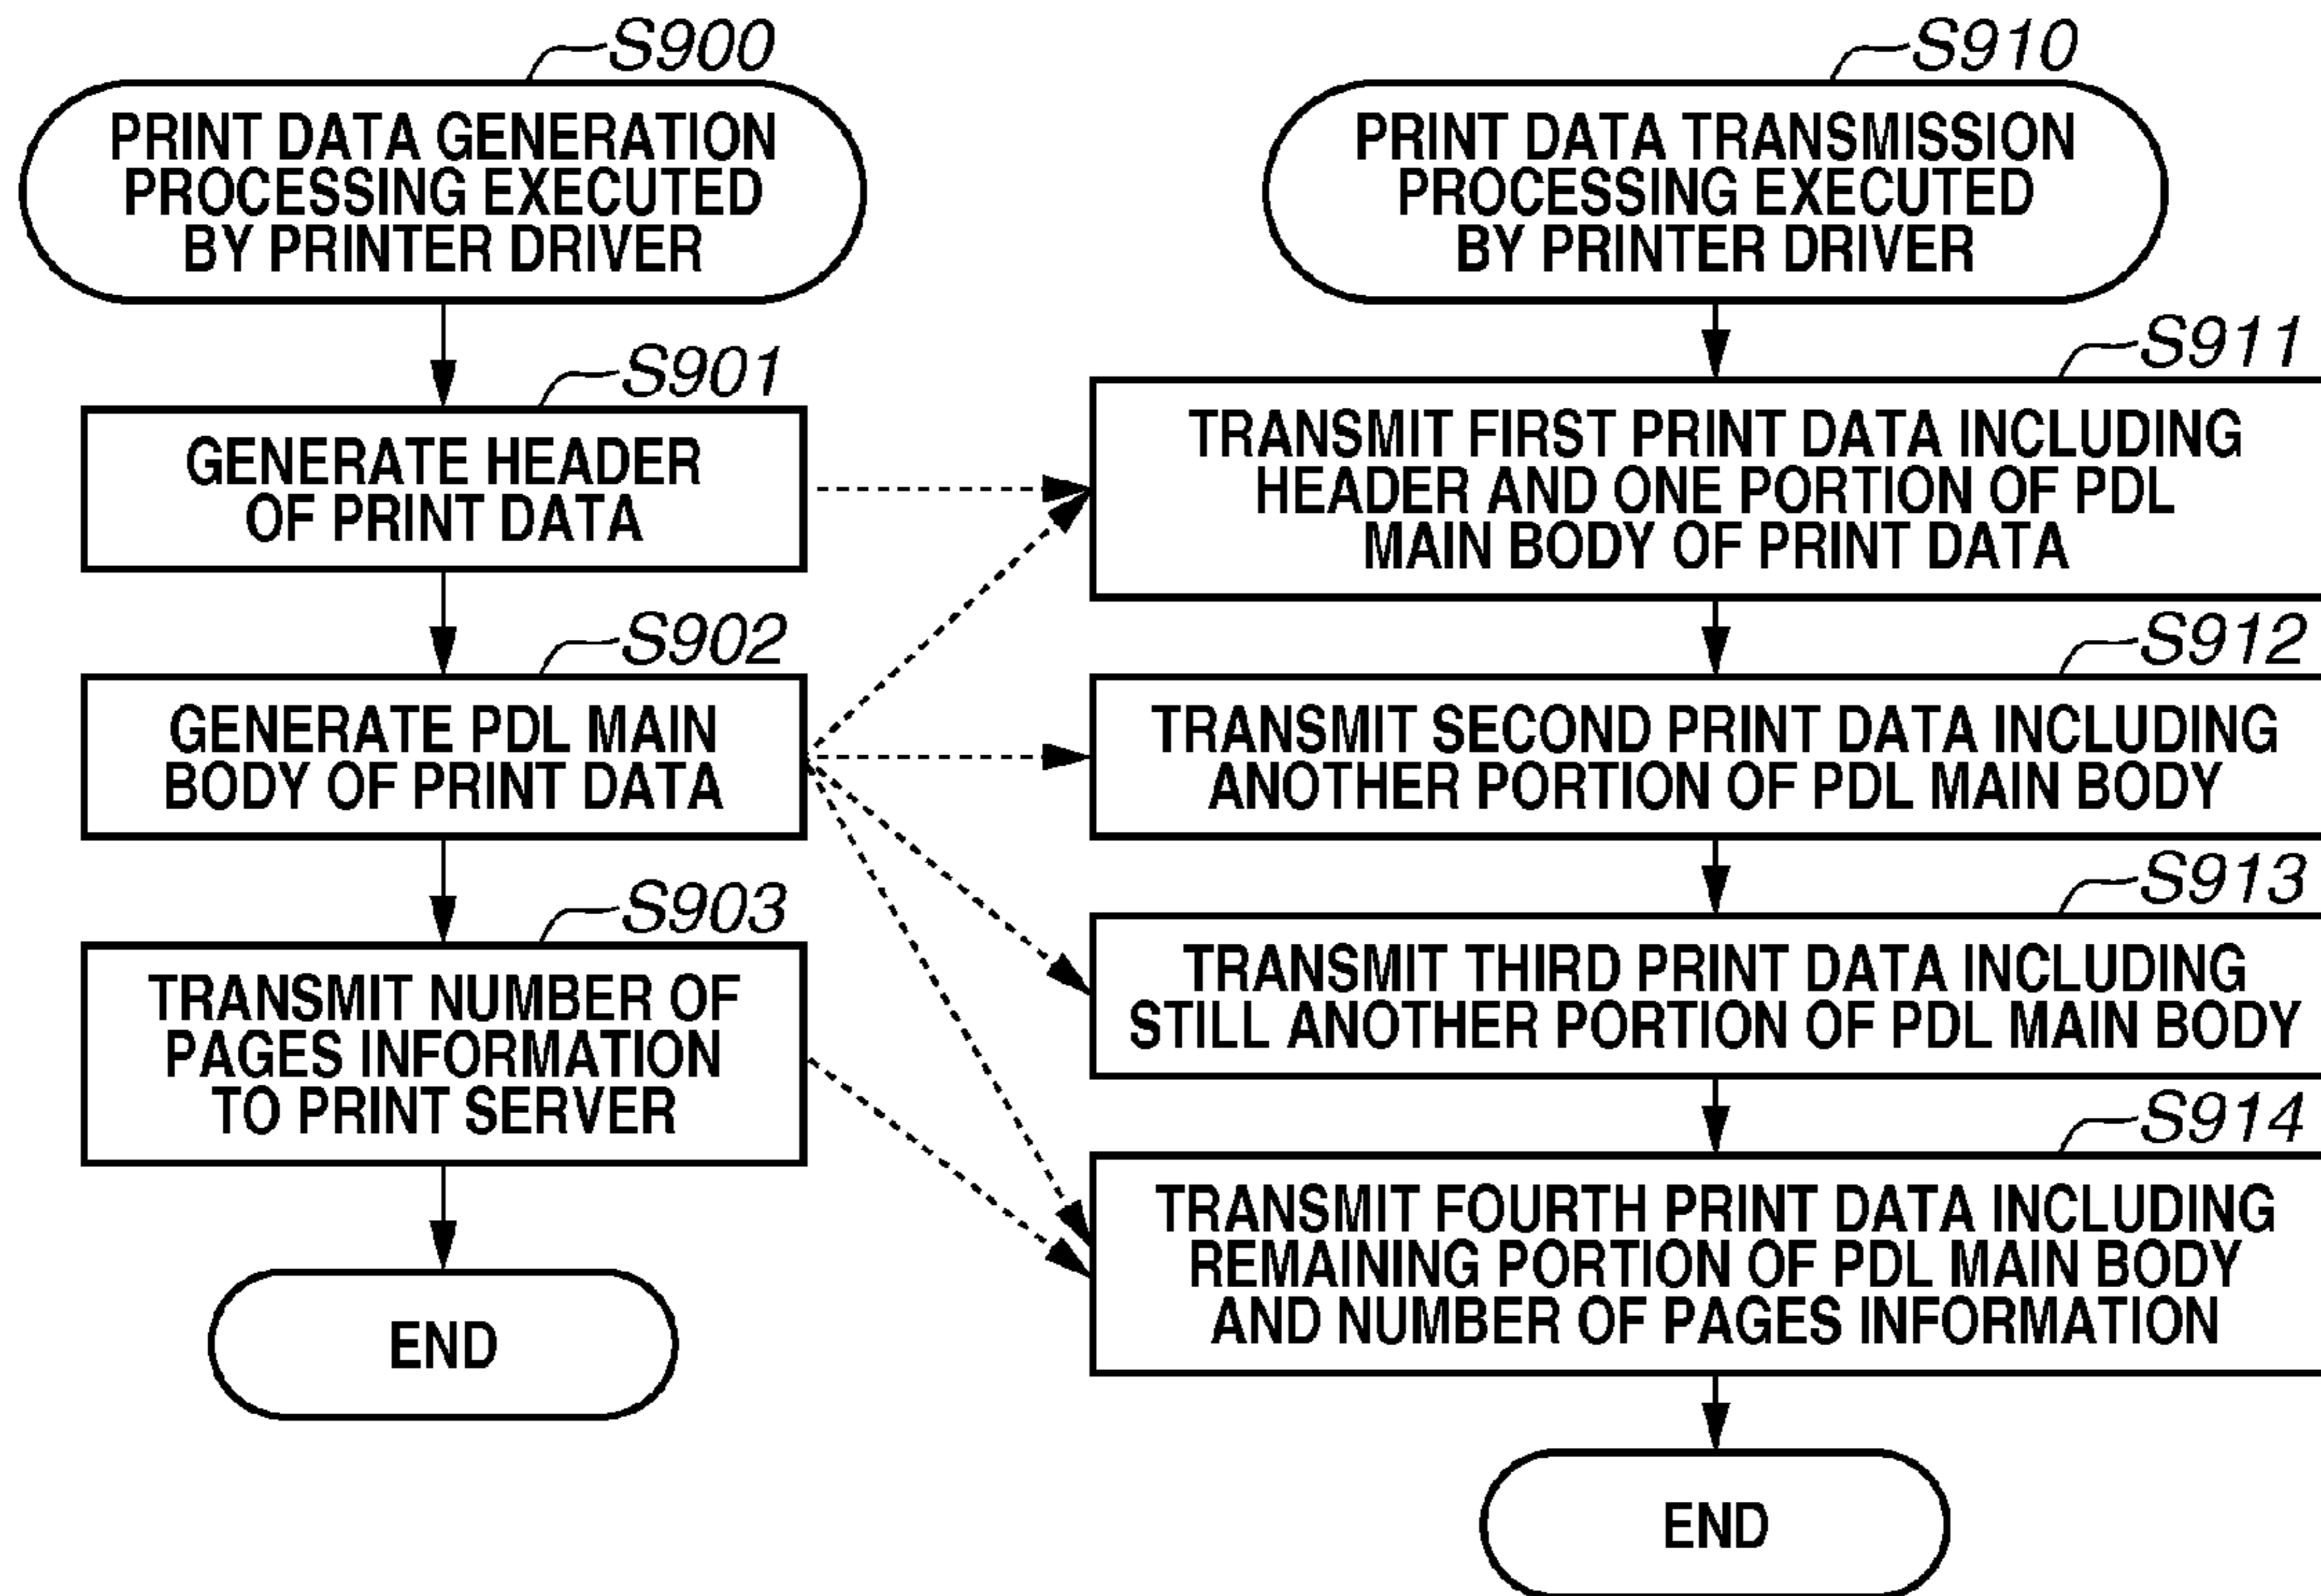 S900
PRINT DATA GENERATION
PROCESSING EXECUTED
BY PRINTER DRIVER
S901
GENERATE HEADER
OF PRINT DATA
S902
GENERATE PDL MAIN
BODY OF PRINT DATA
S903
TRANSMIT NUMBER OF
PAGES INFORMATION
TO PRINT SERVER
END
S910
PRINT DATA TRANSMISSION
PROCESSING EXECUTED
BY PRINTER DRIVER
S911
TRANSMIT FIRST PRINT DATA INCLUDING
HEADER AND ONE PORTION OF PDL
MAIN BODY OF PRINT DATA
S912
TRANSMIT SECOND PRINT DATA INCLUDING
ANOTHER PORTION OF PDL MAIN BODY
S913
TRANSMIT THIRD PRINT DATA INCLUDING
STILL ANOTHER PORTION OF PDL MAIN BODY
S914
TRANSMIT FOURTH PRINT DATA INCLUDING
REMAINING PORTION OF PDL MAIN BODY
AND NUMBER OF PAGES INFORMATION
END